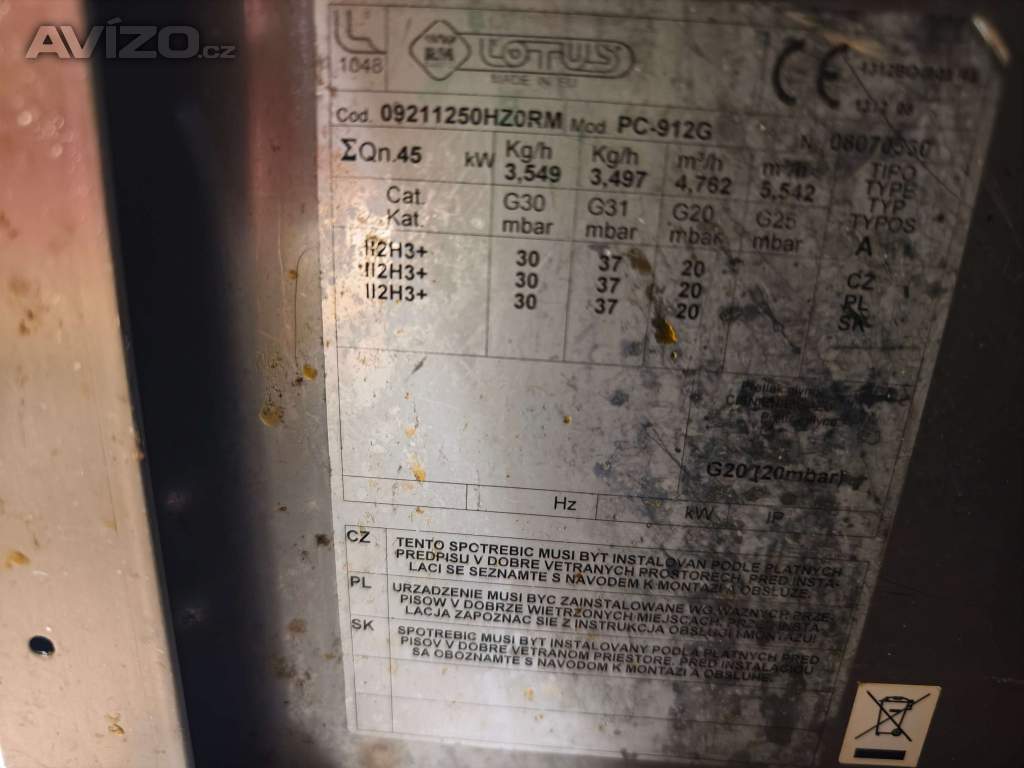 AVÍZO.cz
1048
RM
LOTUS
MADE IN EU
CE
Cod. 09211250HZ0RM Mod. PC-912G
N.
ΣQn.45 kW Kg/h 3,549 Kg/h 3,497 m³/h 4,762 m³/h 5,542
TIPO
TYPE
TYP
TYPOS
Cat.
Kat.
G30 mbar G31 mbar G20 mbar G25 mbar
A
II2H3+ 30 37 20 CZ
II2H3+ 30 37 20 PL
II2H3+ 30 37 20 SK
G20 (20mbar)
Hz kW IP
CZ TENTO SPOTREBIC MUSI BYT INSTALOVAN PODLE PLATNYCH
PREDPISU V DOBRE VETRANYCH PROSTORECH, PRED INSTA-
LACI SE SEZNAMTE S NAVODEM K MONTAZI A OBSLUZE.
PL URZADZENIE MUSI BYC ZAINSTALOWANE WG WAZNYCH PRZE-
PISOW V DOBRZE WIETRZONYCH MIEJSCACH, PRZED INSTA-
LACJA ZAPOZNAC SIE Z INSTRUKCJA OBSLUGI I MONTAZU!
SK SPOTREBIC MUSI BYT INSTALOVANY PODLA PLATNYCH PRED
PISOV V DOBRE VETRANOM PRIESTORE, PRED INSTALACIOU
SA OBOZNAMTE S NAVODOM K MONTAZI A OBSLUHE.